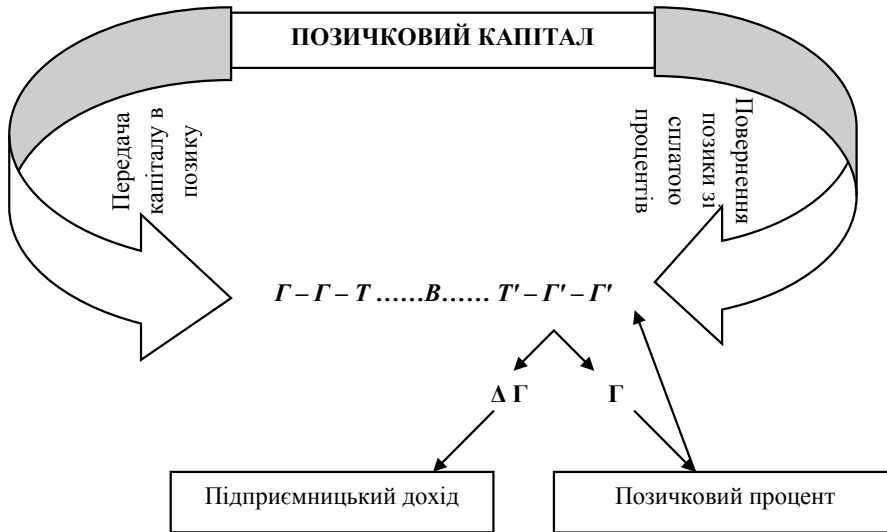 ПОЗИЧКОВИЙ КАПІТАЛ
Передача
капіталу в
позику
Повернення
позики зі
сплатою
процентів
Г – Г – Т ……В…… Т' – Г' – Г'
Δ Г
Г
Підприємницький дохід
Позичковий процент